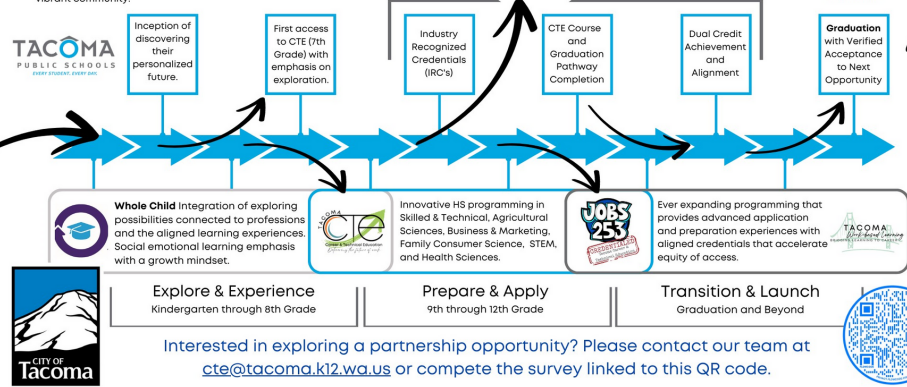 vibrant community.
TACOMA
PUBLIC SCHOOLS
EVERY STUDENT. EVERY DAY.
Inception of
discovering
their
personalized
future.
First access
to CTE (7th
Grade) with
emphasis on
exploration.
Industry
Recognized
Credentials
(IRC's)
CTE Course
and
Graduation
Pathway
Completion
Dual Credit
Achievement
and
Alignment
Graduation
with Verified
Acceptance
to Next
Opportunity
Whole Child Integration of exploring
possibilities connected to professions
and the aligned learning experiences.
Social emotional learning emphasis
with a growth mindset.
TACOMA
CTE
Career & Technical Education
Innovative HS programming in
Skilled & Technical, Agricultural
Sciences, Business & Marketing,
Family Consumer Science, STEM,
and Health Sciences.
JOBS
253
CREDENTIALED
Ever expanding programming that
provides advanced application
and preparation experiences with
aligned credentials that accelerate
equity of access.
TACOMA
Work-based Learning
Explore & Experience
Kindergarten through 8th Grade
Prepare & Apply
9th through 12th Grade
Transition & Launch
Graduation and Beyond
CITY OF
Tacoma
Interested in exploring a partnership opportunity? Please contact our team at
cte@tacoma.k12.wa.us or compete the survey linked to this QR code.